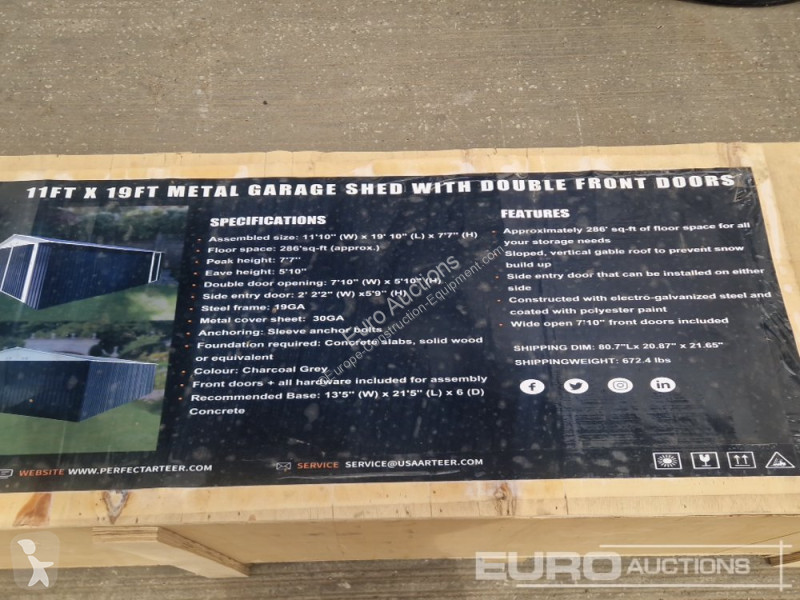 11FT X 19FT METAL GARAGE SHED WITH DOUBLE FRONT DOORS
SPECIFICATIONS
Assembled size: 11'10" (W) x 19' 10" (L) x 7'7" (H)
Floor space: 286'sq-ft (approx.)
Peak height: 7'7"
Eave height: 5'10"
Double door opening: 7'10" (W) x 5'10" (H)
Side entry door: 2' 2'2" (W) x5'9" (H)
Steel frame: 19GA
Metal cover sheet: 30GA
Anchoring: Sleeve anchor bolts
Foundation required: Concrete slabs, solid wood
or equivalent
Colour: Charcoal Grey
Front doors + all hardware included for assembly
Recommended Base: 13'5" (W) x 21'5" (L) x 6 (D)
Concrete
FEATURES
Approximately 286' sq-ft of floor space for all
your storage needs
Sloped, vertical gable roof to prevent snow
build up
Side entry door that can be installed on either
side
Constructed with electro-galvanized steel and
coated with polyester paint
Wide open 7'10" front doors included
SHIPPING DIM: 80.7"Lx 20.87" x 21.65"
SHIPPINGWEIGHT: 672.4 lbs
WEBSITE WWW.PERFECTARTEER.COM
SERVICE SERVICE@USAARTEER.COM
© Euro Auctions
Europe-Construction-Equipment.com
EURO AUCTIONS